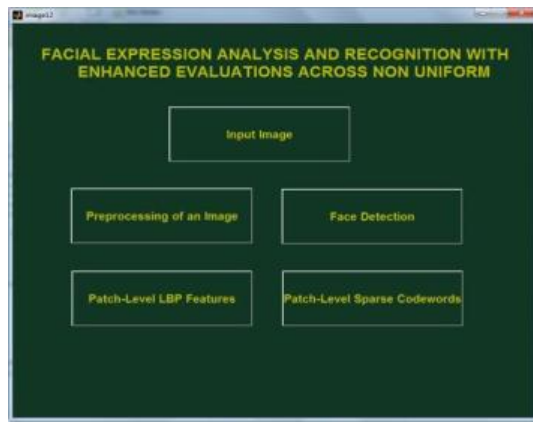 image12
FACIAL EXPRESSION ANALYSIS AND RECOGNITION WITH
ENHANCED EVALUATIONS ACROSS NON UNIFORM
Input Image
Preprocessing of an Image
Face Detection
Patch-Level LBP Features
Patch-Level Sparse Codewords